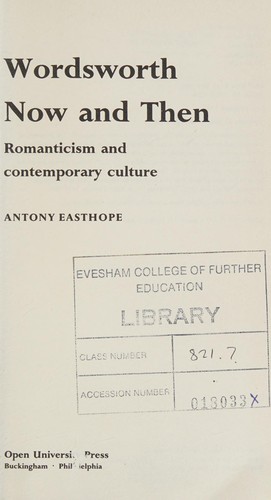 Wordsworth
Now and Then
Romanticism and
contemporary culture
ANTONY EASTHOPE
EVESHAM COLLEGE OF FURTHER
EDUCATION
LIBRARY
CLASS NUMBER 821.7
ACCESSION NUMBER 018033X
Open University Press
Buckingham · Philadelphia